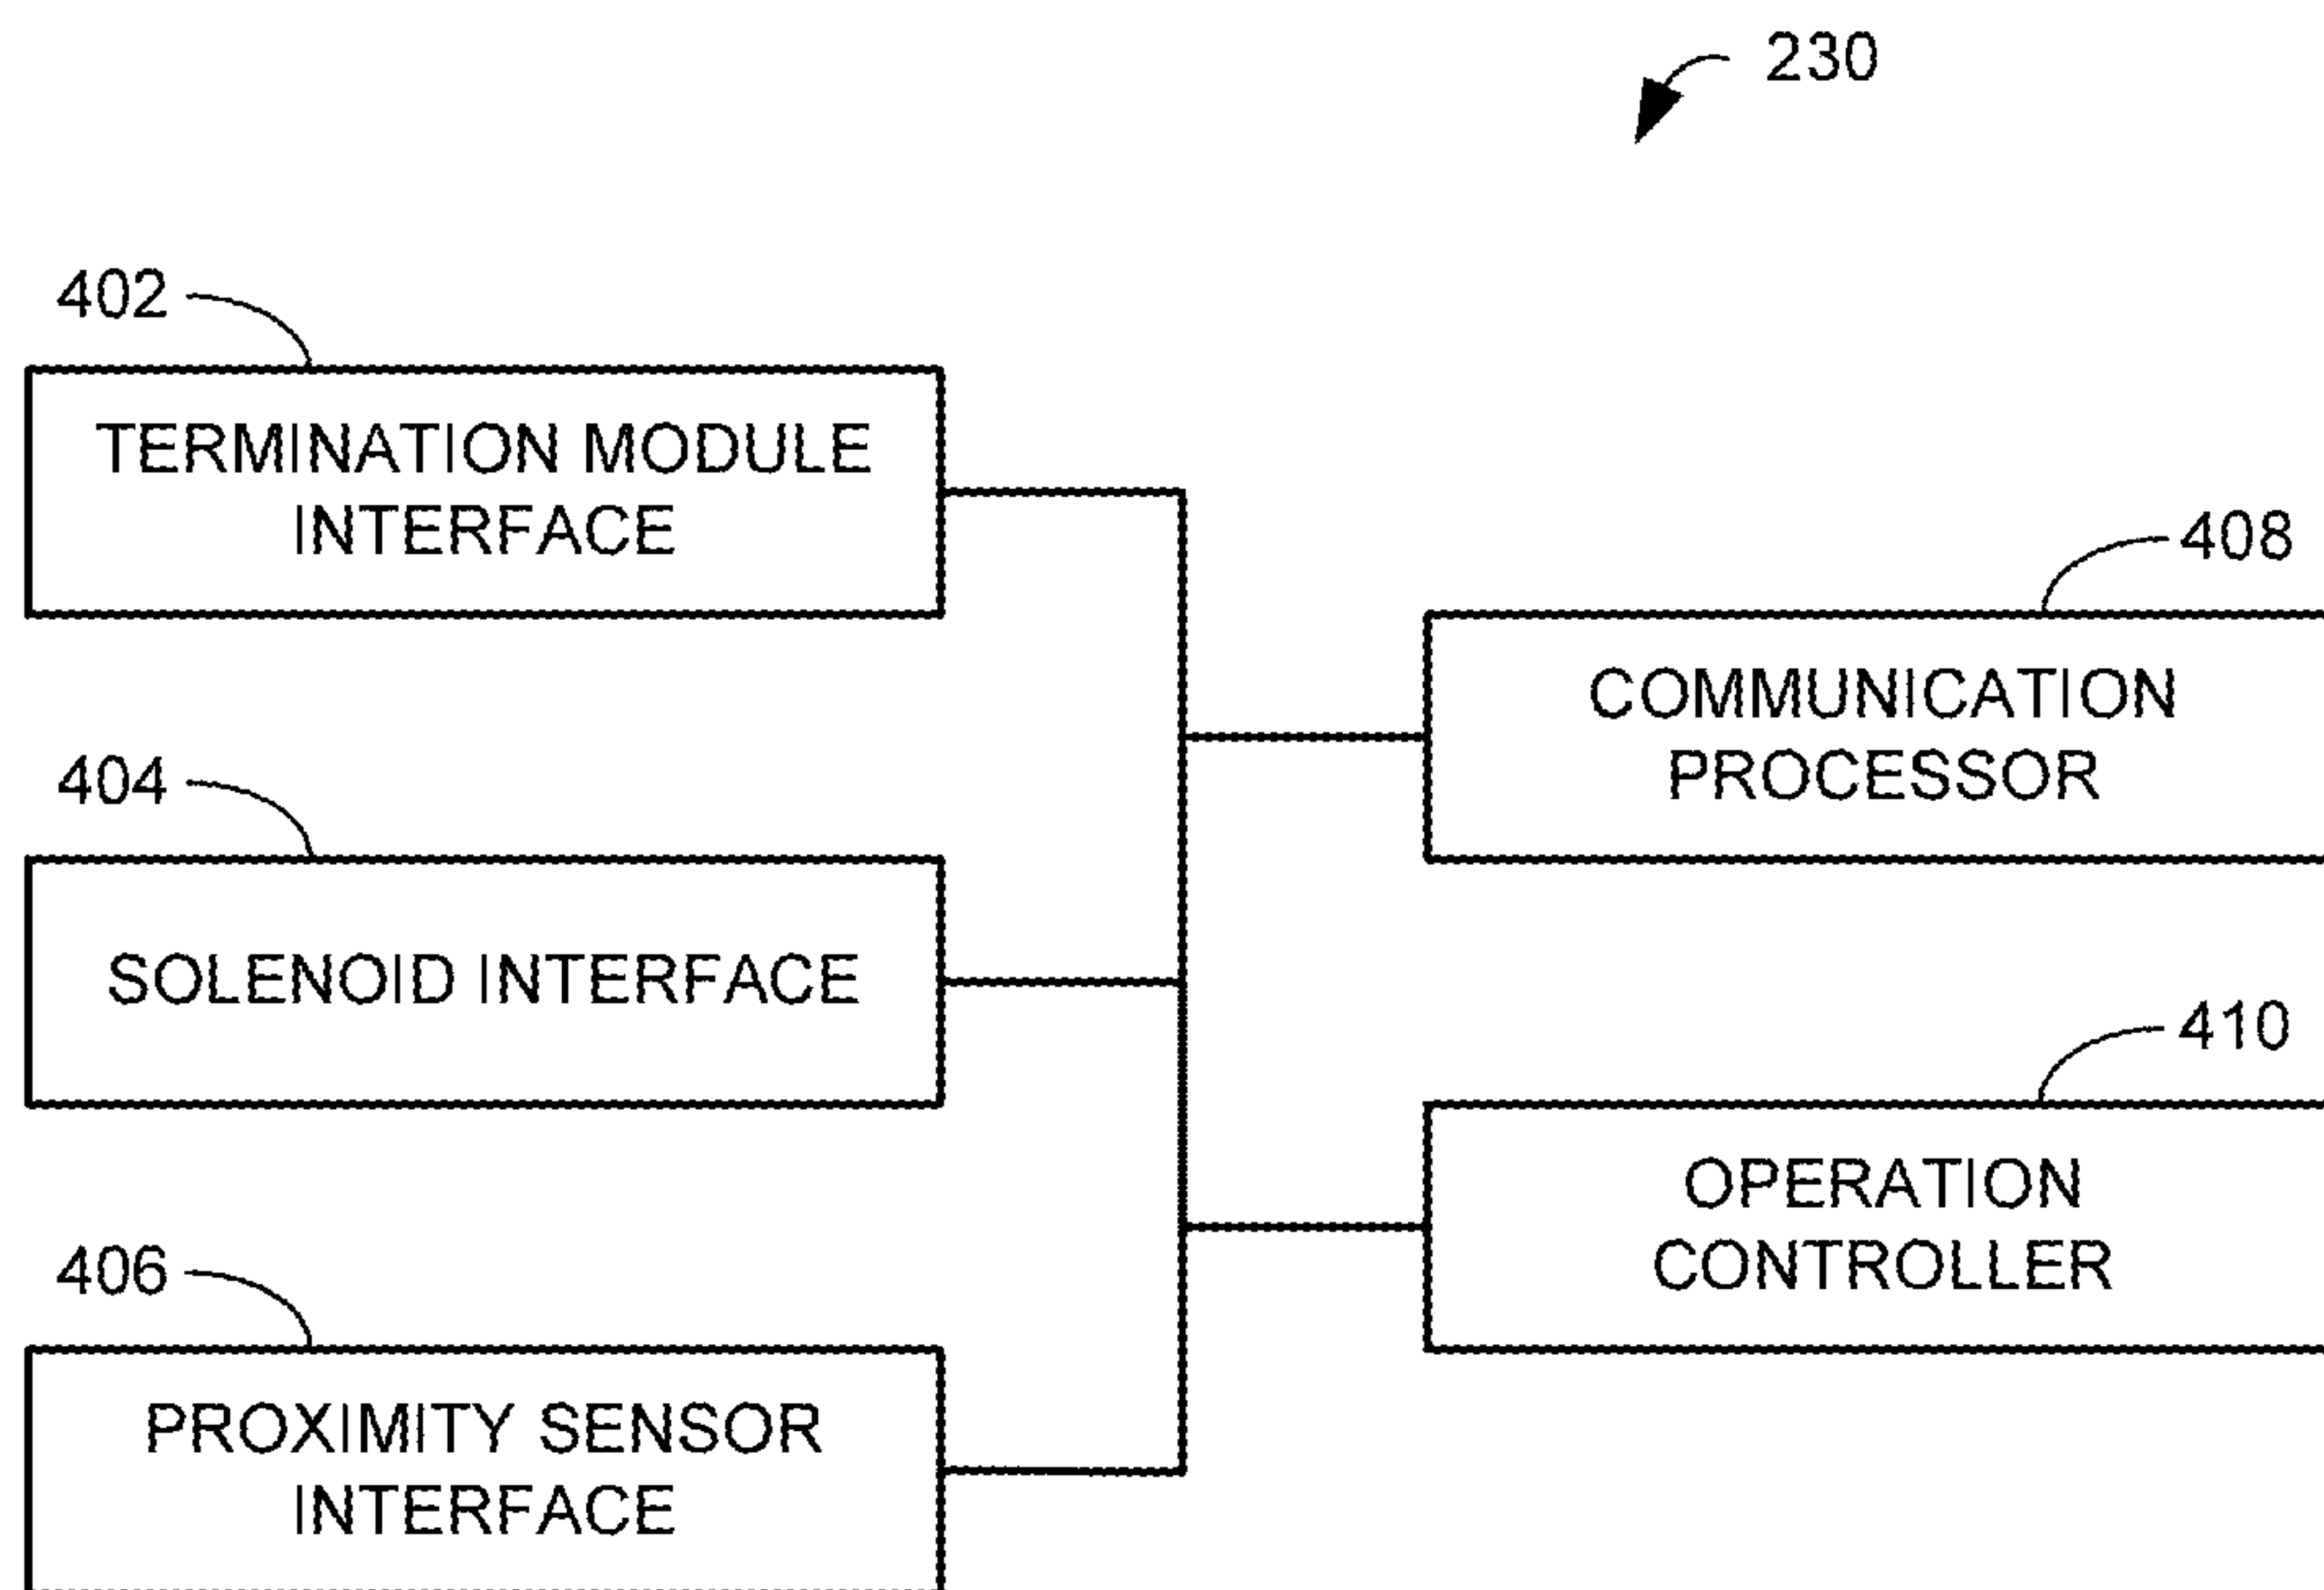 230
402
TERMINATION MODULE
INTERFACE
408
COMMUNICATION
PROCESSOR
404
SOLENOID INTERFACE
410
OPERATION
CONTROLLER
406
PROXIMITY SENSOR
INTERFACE